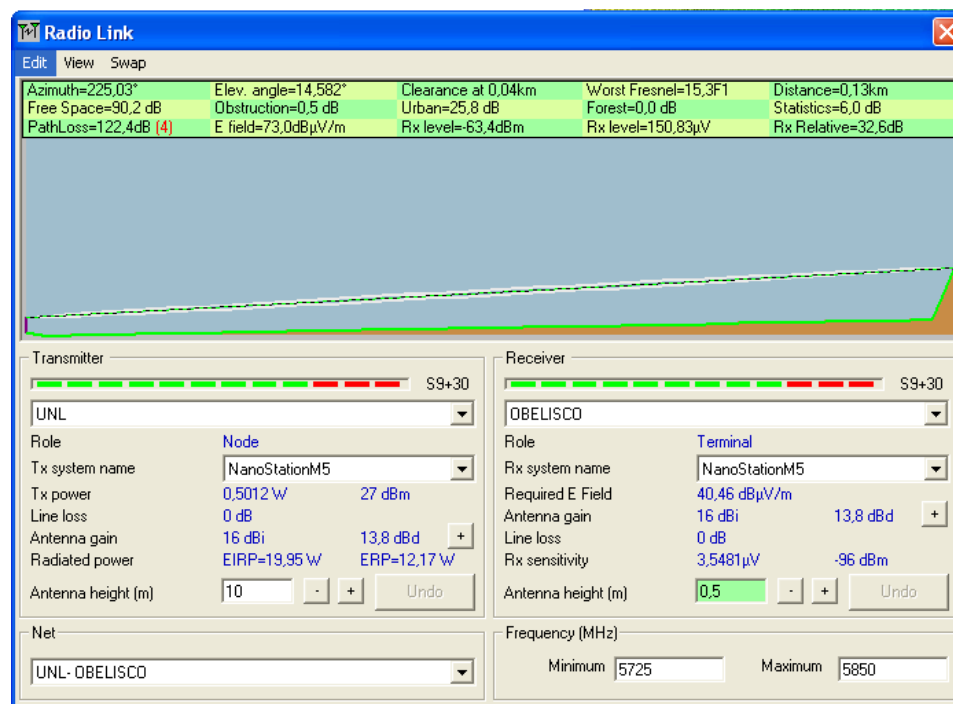 Radio Link
Edit View Swap
Azimuth=225,03° Elev. angle=14,582° Clearance at 0,04km Worst Fresnel=15,3F1 Distance=0,13km
Free Space=90,2 dB Obstruction=0,5 dB Urban=25,8 dB Forest=0,0 dB Statistics=6,0 dB
PathLoss=122,4dB (4) E field=73,0dBµV/m Rx level=-63,4dBm Rx level=150,83µV Rx Relative=32,6dB
Transmitter
S9+30
UNL
Role Node
Tx system name NanoStationM5
Tx power 0,5012 W 27 dBm
Line loss 0 dB
Antenna gain 16 dBi 13,8 dBd +
Radiated power EIRP=19,95 W ERP=12,17 W
Antenna height (m) 10 - + Undo
Net
UNL- OBELISCO
Receiver
S9+30
OBELISCO
Role Terminal
Rx system name NanoStationM5
Required E Field 40,46 dBµV/m
Antenna gain 16 dBi 13,8 dBd +
Line loss 0 dB
Rx sensitivity 3,5481µV -96 dBm
Antenna height (m) 0,5 - + Undo
Frequency (MHz)
Minimum 5725 Maximum 5850